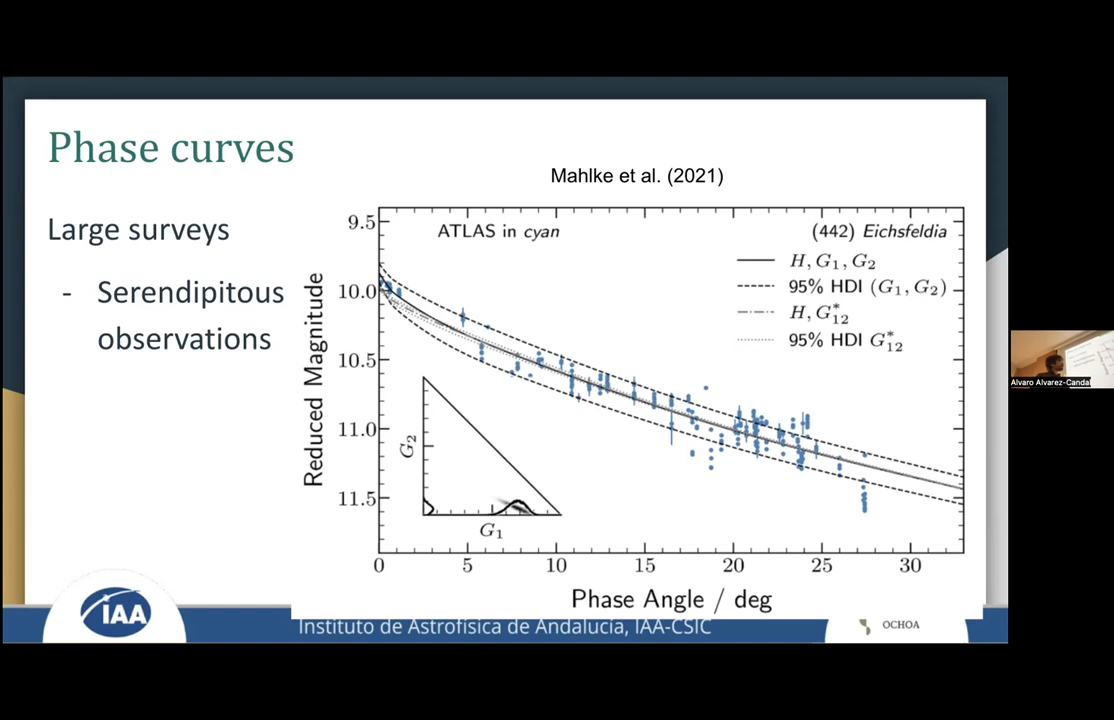 Phase curves
Mahlke et al. (2021)
Large surveys
- Serendipitous
observations
ATLAS in cyan
(442) Eichsfeldia
H, G₁, G₂
95% HDI (G₁, G₂)
H, G*₁₂
95% HDI G*₁₂
Reduced Magnitude
9.5
10.0
10.5
11.0
11.5
G₂
G₁
0 5 10 15 20 25 30
Phase Angle / deg
IAA
Instituto de Astrofísica de Andalucía, IAA-CSIC
OCHOA
Alvaro Alvarez-Candal